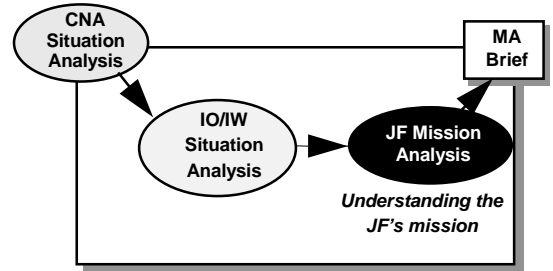 CNA
Situation
Analysis
MA
Brief
IO/IW
Situation
Analysis
JF Mission
Analysis
Understanding the
JF's mission